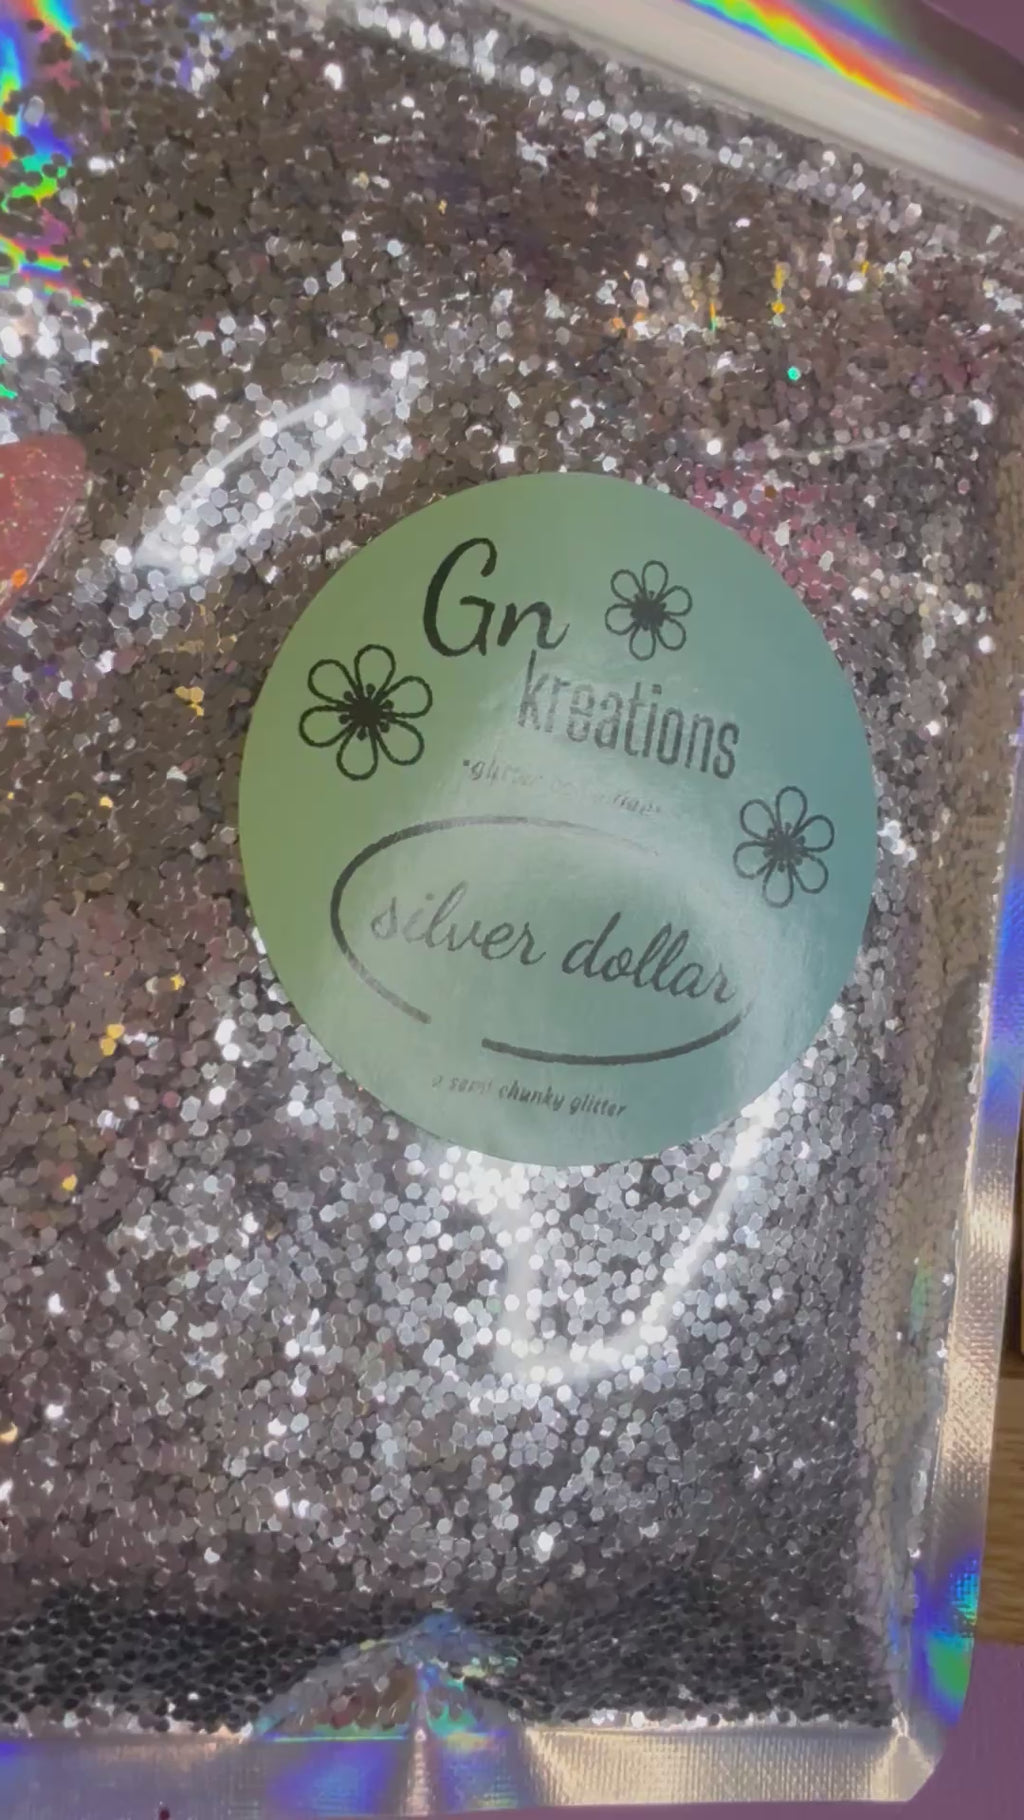 Gn
kreations
silver dollar
a semi chunky glitter